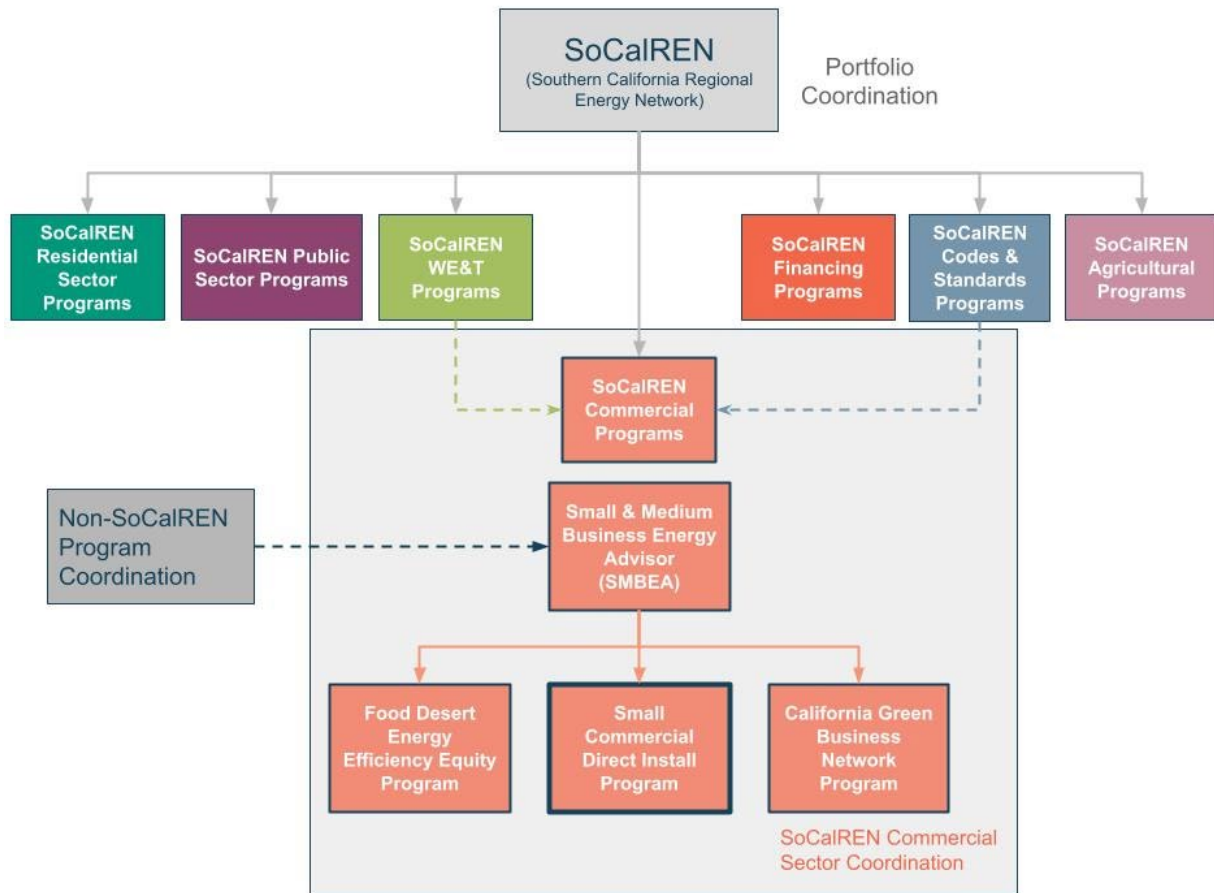 SoCalREN
(Southern California Regional
Energy Network)
Portfolio
Coordination
SoCalREN
Residential
Sector
Programs
SoCalREN Public
Sector Programs
SoCalREN
WE&T
Programs
SoCalREN
Financing
Programs
SoCalREN
Codes &
Standards
Programs
SoCalREN
Agricultural
Programs
SoCalREN
Commercial
Programs
Non-SoCalREN
Program
Coordination
Small & Medium
Business Energy
Advisor
(SMBEA)
Food Desert
Energy
Efficiency Equity
Program
Small
Commercial
Direct Install
Program
California Green
Business
Network
Program
SoCalREN Commercial
Sector Coordination